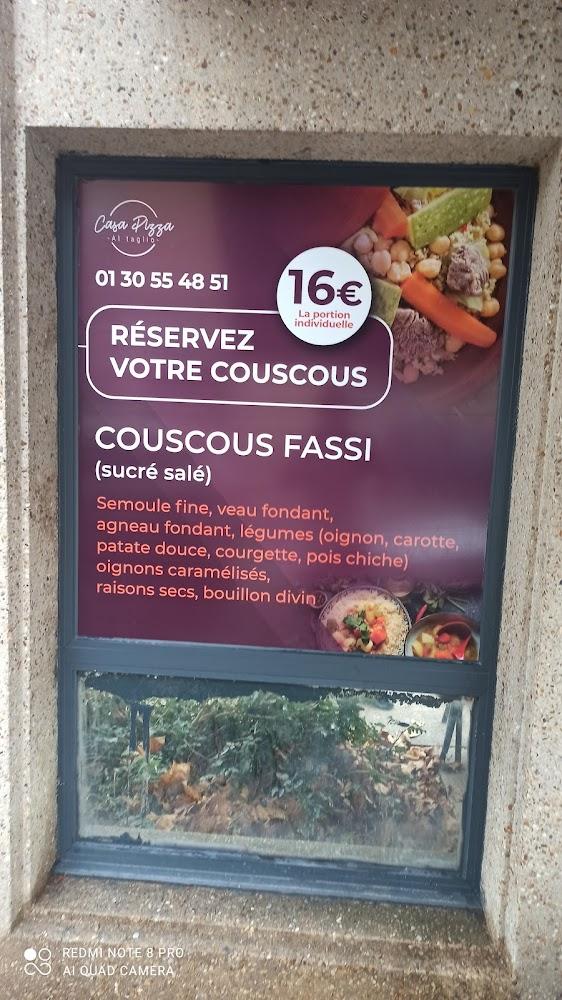 Casa Pizza
-Al taglio-
01 30 55 48 51
16€
La portion
individuelle
RÉSERVEZ
VOTRE COUSCOUS
COUSCOUS FASSI
(sucré salé)
Semoule fine, veau fondant,
agneau fondant, légumes (oignon, carotte,
patate douce, courgette, pois chiche)
oignons caramélisés,
raisons secs, bouillon divin
REDMI NOTE 8 PRO
AI QUAD CAMERA